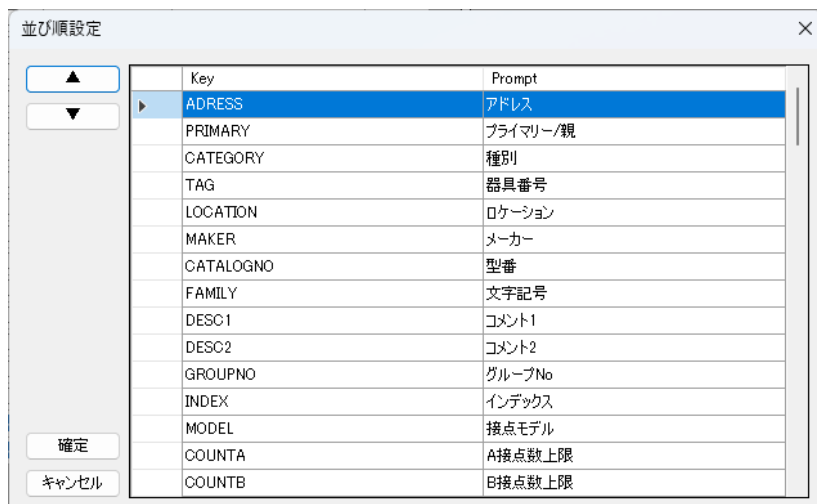 並び順設定
▲
▼
Key Prompt
ADRESS アドレス
PRIMARY プライマリー/親
CATEGORY 種別
TAG 器具番号
LOCATION ロケーション
MAKER メーカー
CATALOGNO 型番
FAMILY 文字記号
DESC1 コメント1
DESC2 コメント2
GROUPNO グループNo
INDEX インデックス
MODEL 接点モデル
COUNTA A接点数上限
COUNTB B接点数上限
確定
キャンセル